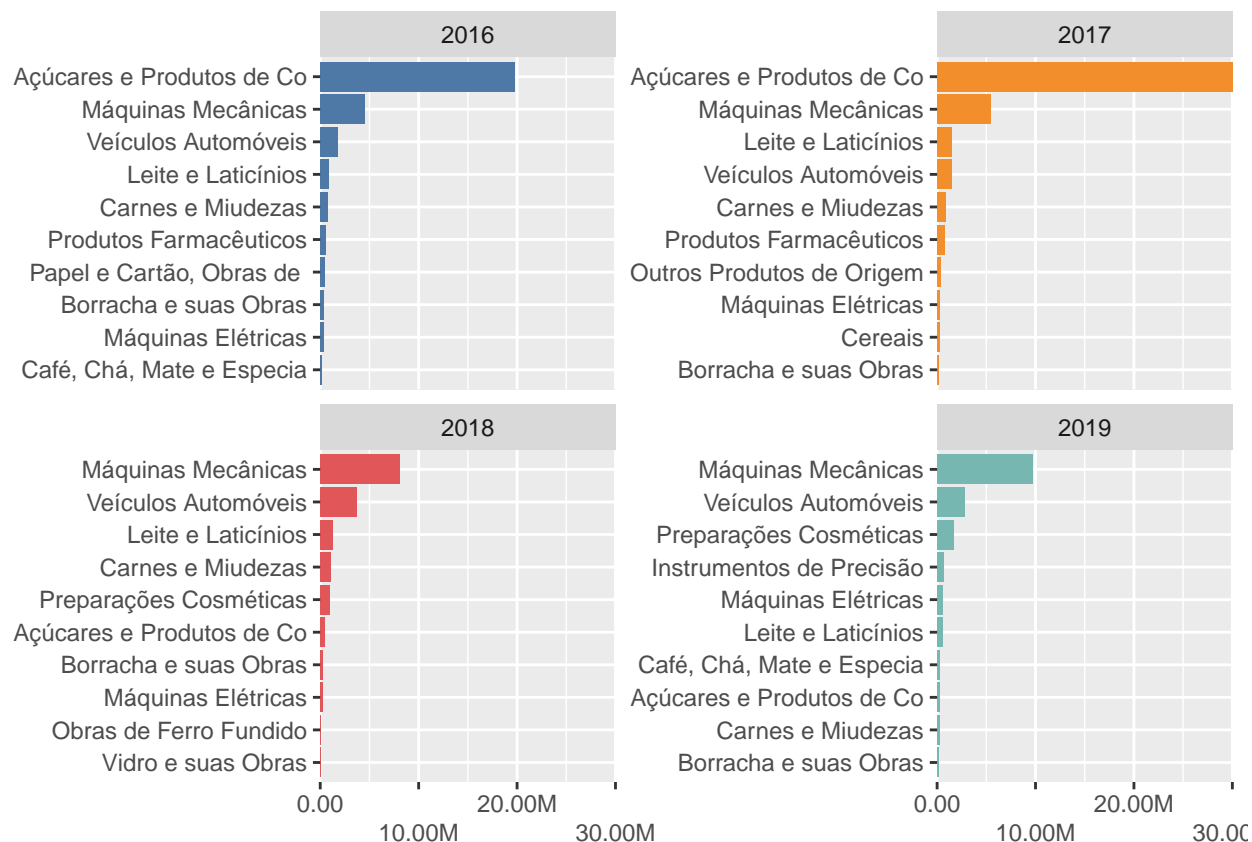 2016
Açúcares e Produtos de Co
Máquinas Mecânicas
Veículos Automóveis
Leite e Laticínios
Carnes e Miudezas
Produtos Farmacêuticos
Papel e Cartão, Obras de
Borracha e suas Obras
Máquinas Elétricas
Café, Chá, Mate e Especia
2017
Açúcares e Produtos de Co
Máquinas Mecânicas
Leite e Laticínios
Veículos Automóveis
Carnes e Miudezas
Produtos Farmacêuticos
Outros Produtos de Origem
Máquinas Elétricas
Cereais
Borracha e suas Obras
2018
Máquinas Mecânicas
Veículos Automóveis
Leite e Laticínios
Carnes e Miudezas
Preparações Cosméticas
Açúcares e Produtos de Co
Borracha e suas Obras
Máquinas Elétricas
Obras de Ferro Fundido
Vidro e suas Obras
0.00 20.00M
10.00M 30.00M
2019
Máquinas Mecânicas
Veículos Automóveis
Preparações Cosméticas
Instrumentos de Precisão
Máquinas Elétricas
Leite e Laticínios
Café, Chá, Mate e Especia
Açúcares e Produtos de Co
Carnes e Miudezas
Borracha e suas Obras
0.00 20.00M
10.00M 30.00